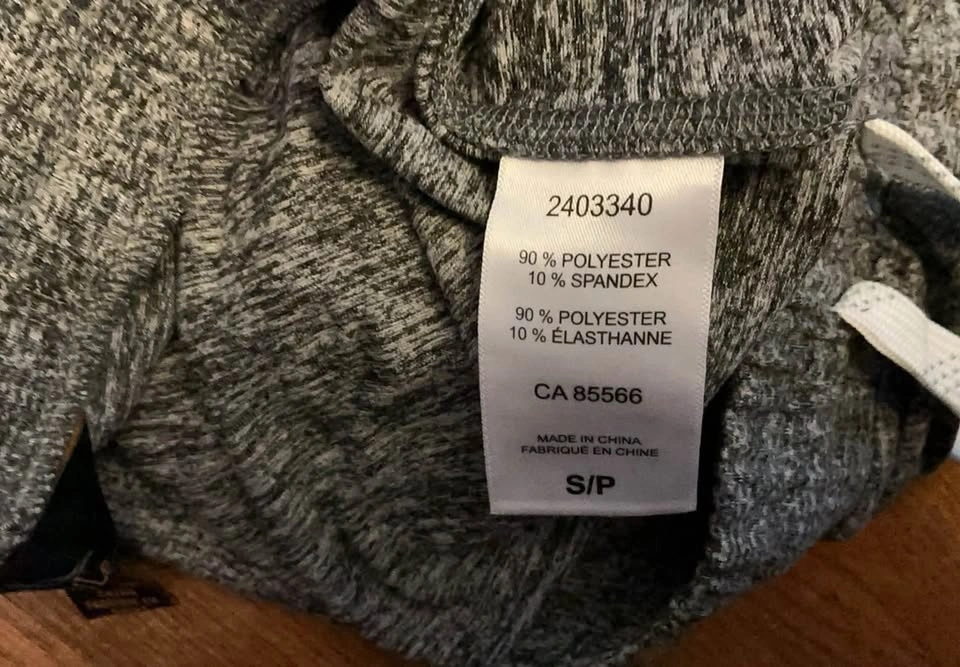 2403340
90 % POLYESTER
10 % SPANDEX
90 % POLYESTER
10 % ÉLASTHANNE
CA 85566
MADE IN CHINA
FABRIQUÉ EN CHINE
S/P